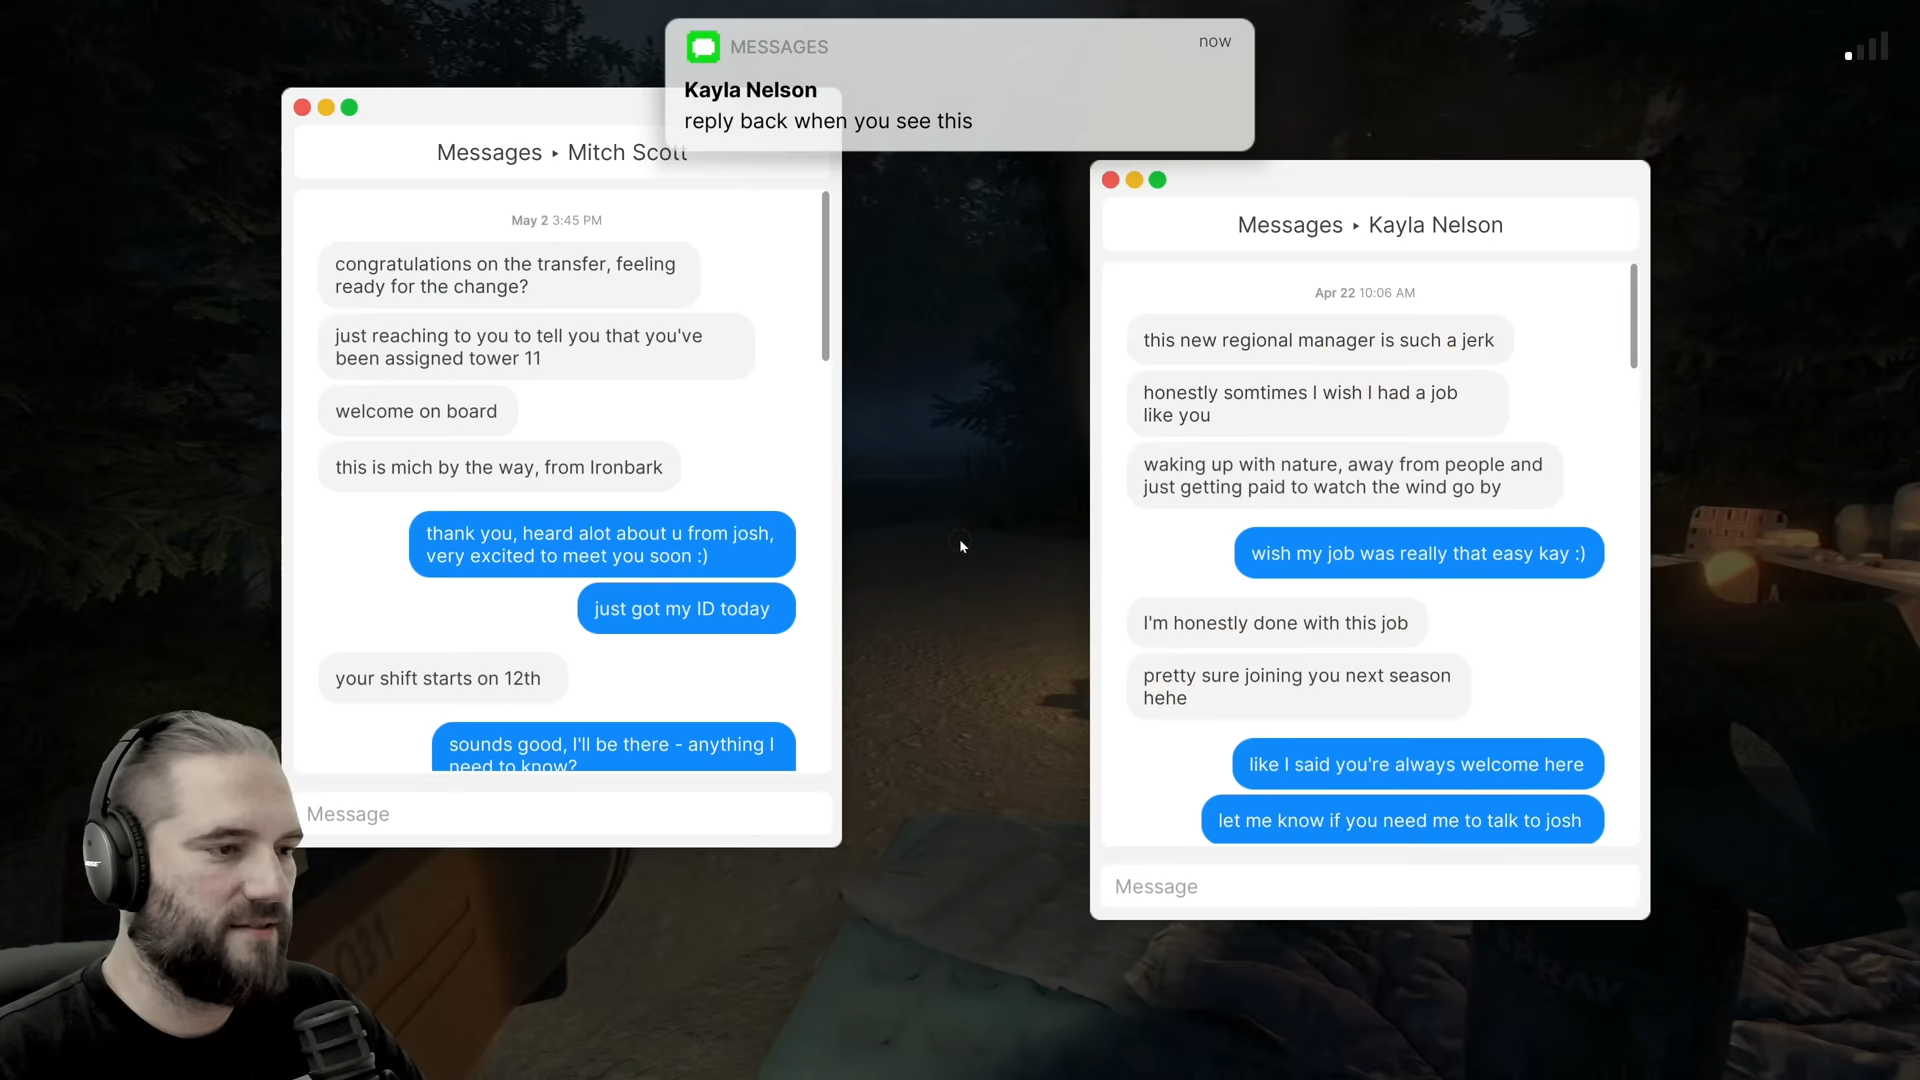 MESSAGES
now
Kayla Nelson
reply back when you see this
Messages ▸ Mitch Scott
May 2 3:45 PM
congratulations on the transfer, feeling
ready for the change?
just reaching to you to tell you that you've
been assigned tower 11
welcome on board
this is mich by the way, from Ironbark
thank you, heard alot about u from josh,
very excited to meet you soon :)
just got my ID today
your shift starts on 12th
sounds good, I'll be there - anything I
need to know?
Message
Messages ▸ Kayla Nelson
Apr 22 10:06 AM
this new regional manager is such a jerk
honestly somtimes I wish I had a job
like you
waking up with nature, away from people and
just getting paid to watch the wind go by
wish my job was really that easy kay :)
I'm honestly done with this job
pretty sure joining you next season
hehe
like I said you're always welcome here
let me know if you need me to talk to josh
Message
031